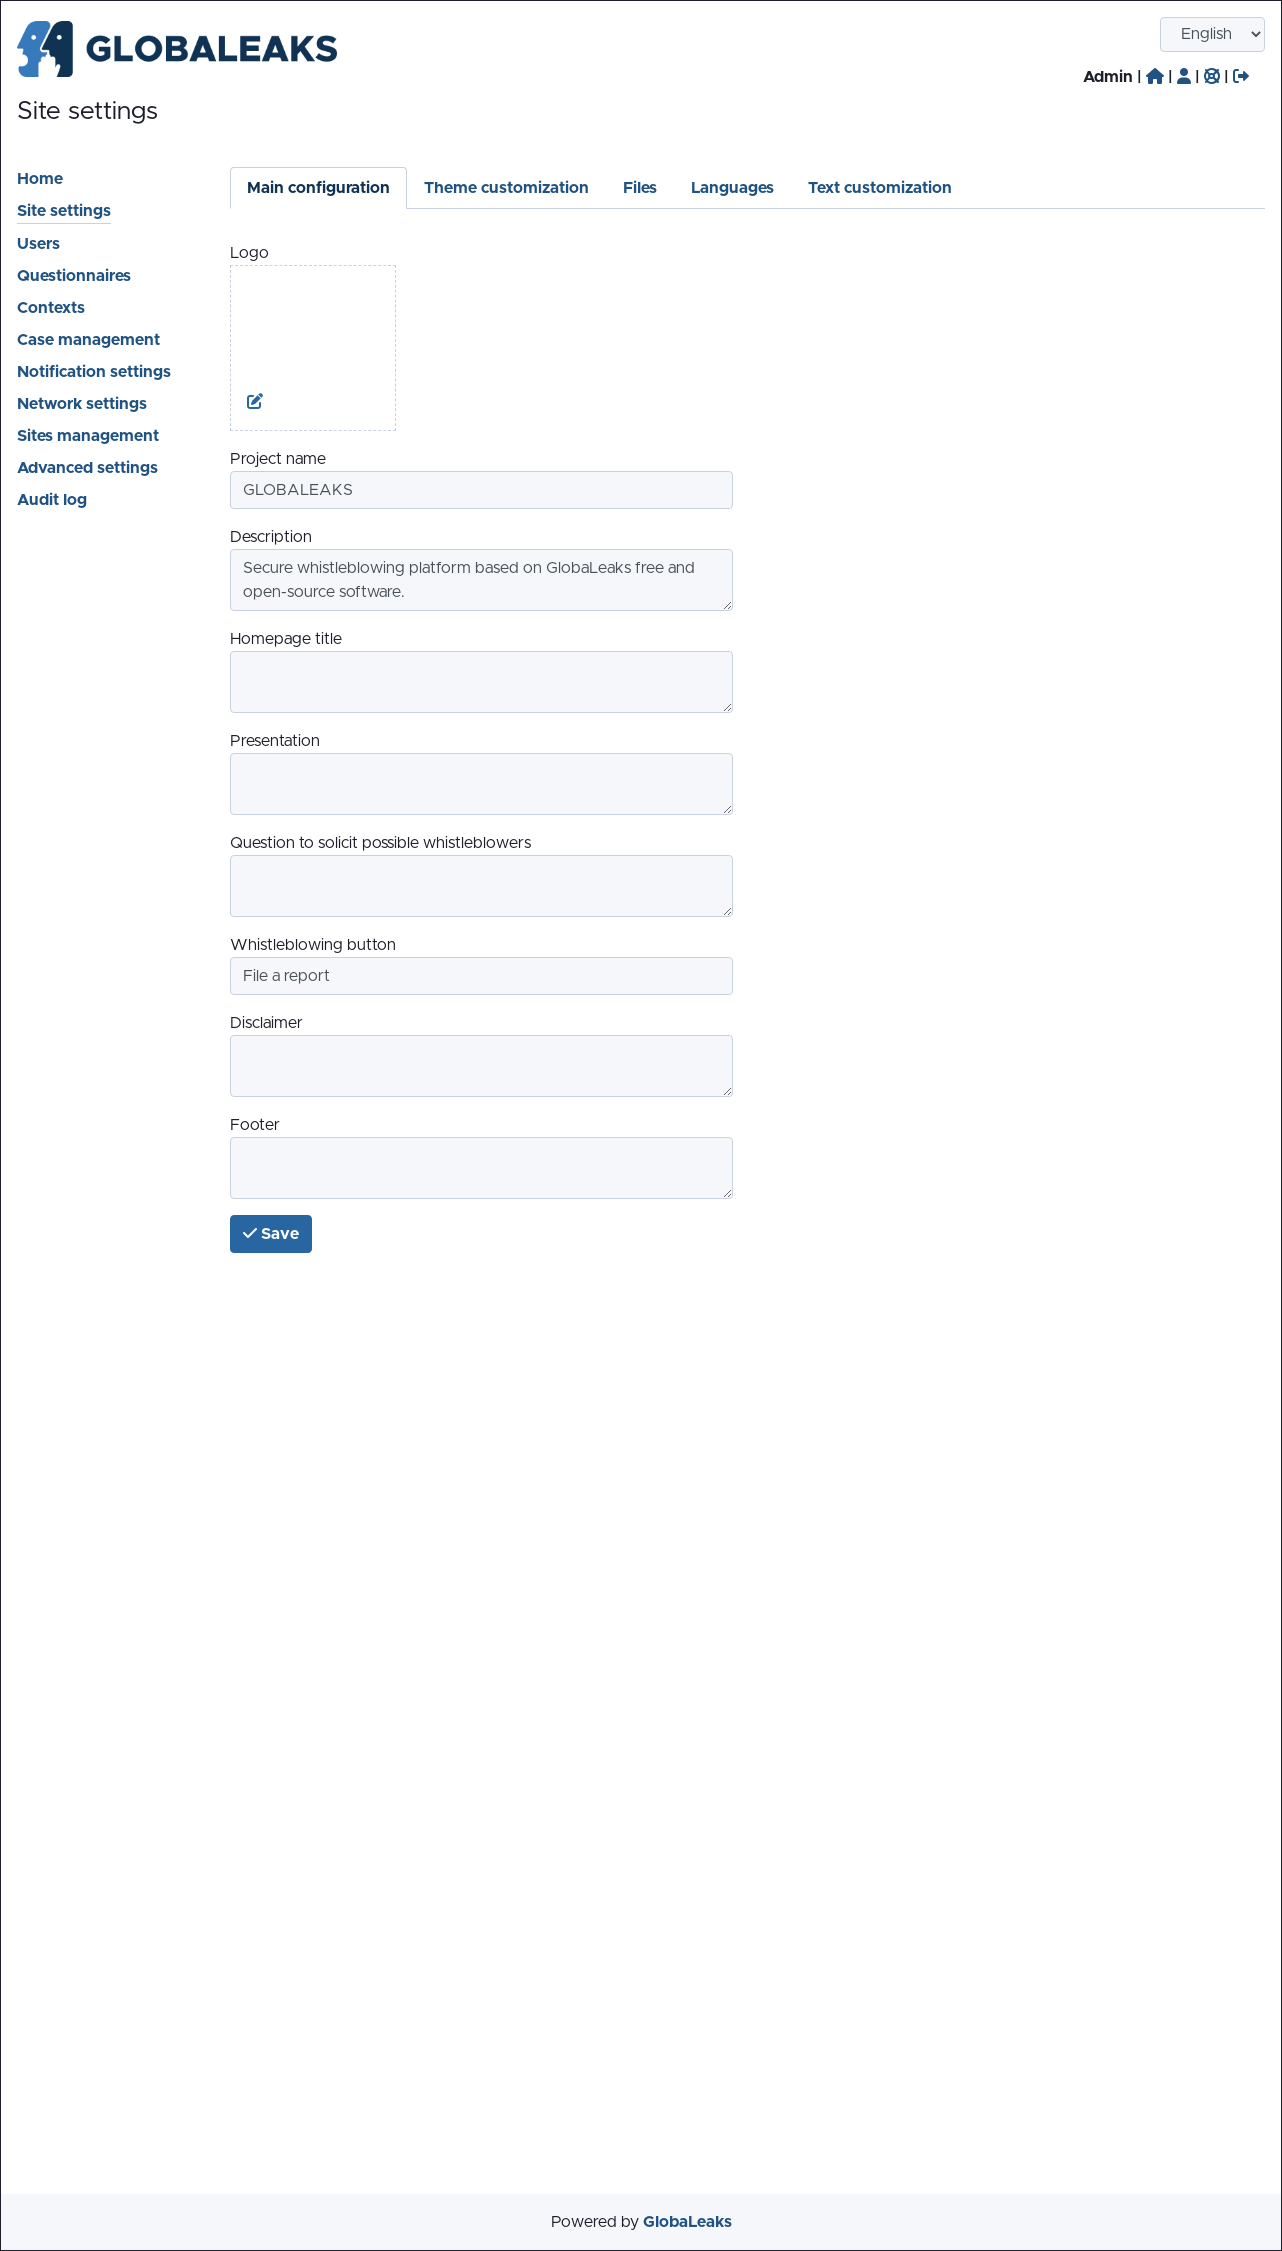 GLOBALEAKS
English
Admin | | | |
Site settings
Home
Site settings
Users
Questionnaires
Contexts
Case management
Notification settings
Network settings
Sites management
Advanced settings
Audit log
Main configuration Theme customization Files Languages Text customization
Logo
Project name
GLOBALEAKS
Description
Secure whistleblowing platform based on GlobaLeaks free and
open-source software.
Homepage title
Presentation
Question to solicit possible whistleblowers
Whistleblowing button
File a report
Disclaimer
Footer
Save
Powered by GlobaLeaks